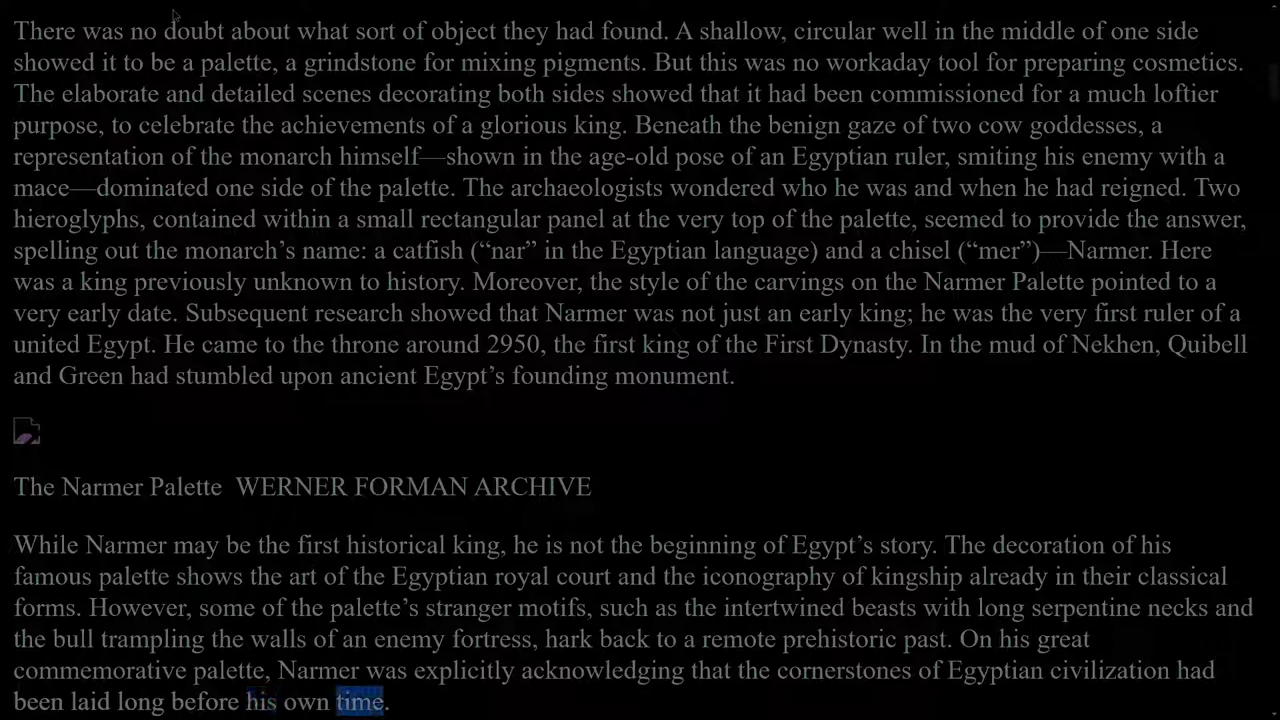 There was no doubt about what sort of object they had found. A shallow, circular well in the middle of one side
showed it to be a palette, a grindstone for mixing pigments. But this was no workaday tool for preparing cosmetics.
The elaborate and detailed scenes decorating both sides showed that it had been commissioned for a much loftier
purpose, to celebrate the achievements of a glorious king. Beneath the benign gaze of two cow goddesses, a
representation of the monarch himself—shown in the age-old pose of an Egyptian ruler, smiting his enemy with a
mace—dominated one side of the palette. The archaeologists wondered who he was and when he had reigned. Two
hieroglyphs, contained within a small rectangular panel at the very top of the palette, seemed to provide the answer,
spelling out the monarch’s name: a catfish (“nar” in the Egyptian language) and a chisel (“mer”)—Narmer. Here
was a king previously unknown to history. Moreover, the style of the carvings on the Narmer Palette pointed to a
very early date. Subsequent research showed that Narmer was not just an early king; he was the very first ruler of a
united Egypt. He came to the throne around 2950, the first king of the First Dynasty. In the mud of Nekhen, Quibell
and Green had stumbled upon ancient Egypt’s founding monument.
The Narmer Palette  WERNER FORMAN ARCHIVE
While Narmer may be the first historical king, he is not the beginning of Egypt’s story. The decoration of his
famous palette shows the art of the Egyptian royal court and the iconography of kingship already in their classical
forms. However, some of the palette’s stranger motifs, such as the intertwined beasts with long serpentine necks and
the bull trampling the walls of an enemy fortress, hark back to a remote prehistoric past. On his great
commemorative palette, Narmer was explicitly acknowledging that the cornerstones of Egyptian civilization had
been laid long before his own time.